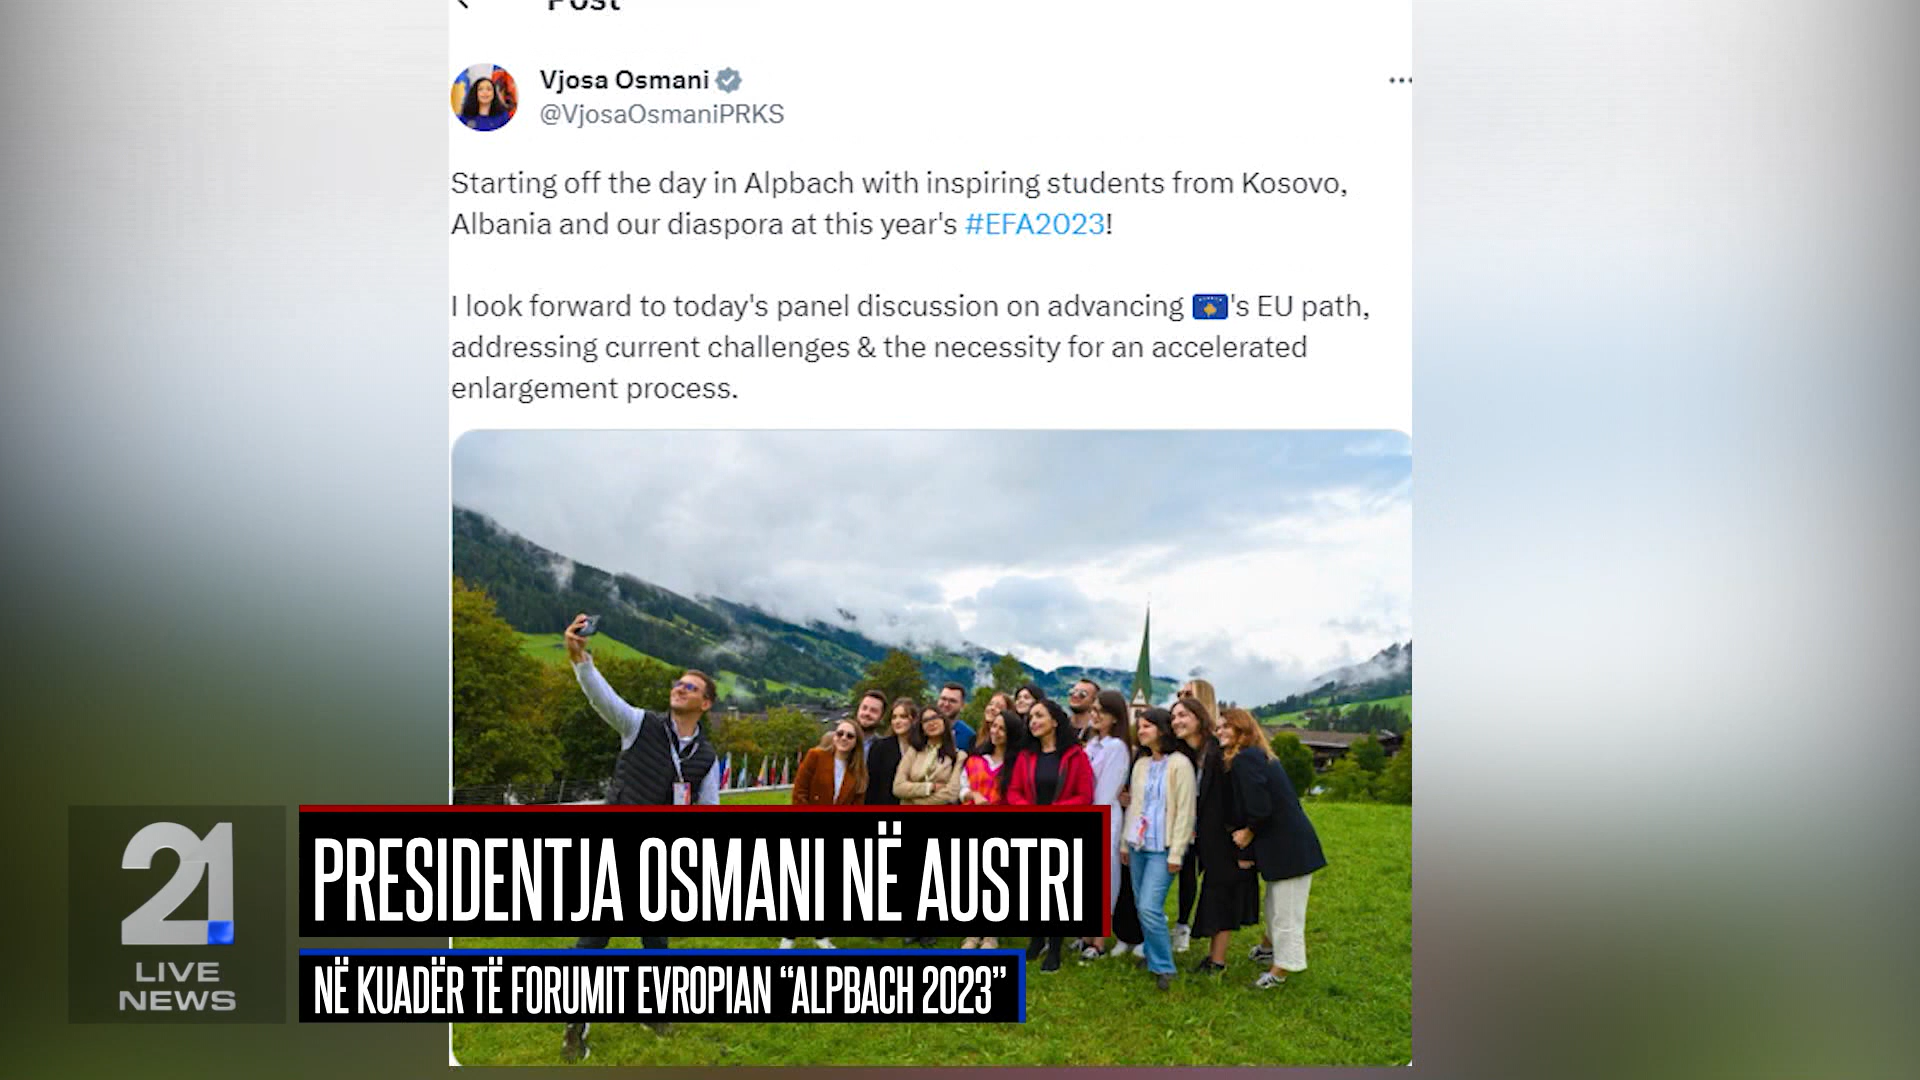 Post
Vjosa Osmani
@VjosaOsmaniPRKS
Starting off the day in Alpbach with inspiring students from Kosovo,
Albania and our diaspora at this year's #EFA2023!
I look forward to today's panel discussion on advancing 🇽🇰's EU path,
addressing current challenges & the necessity for an accelerated
enlargement process.
PRESIDENTJA OSMANI NË AUSTRI
NË KUADËR TË FORUMIT EVROPIAN “ALPBACH 2023”
21
LIVE
NEWS